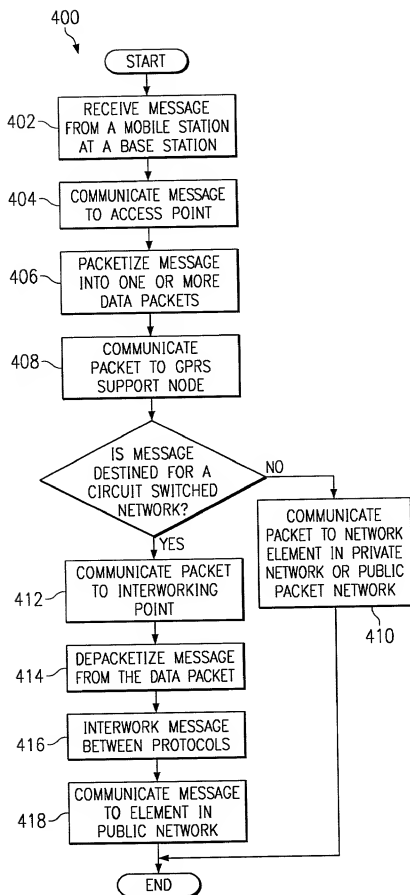 400
START
402
RECEIVE MESSAGE
FROM A MOBILE STATION
AT A BASE STATION
404
COMMUNICATE MESSAGE
TO ACCESS POINT
406
PACKETIZE MESSAGE
INTO ONE OR MORE
DATA PACKETS
408
COMMUNICATE
PACKET TO GPRS
SUPPORT NODE
IS MESSAGE
DESTINED FOR A
CIRCUIT SWITCHED
NETWORK?
NO
YES
COMMUNICATE
PACKET TO NETWORK
ELEMENT IN PRIVATE
NETWORK OR PUBLIC
PACKET NETWORK
410
412
COMMUNICATE PACKET
TO INTERWORKING
POINT
414
DEPACKETIZE MESSAGE
FROM THE DATA PACKET
416
INTERWORK MESSAGE
BETWEEN PROTOCOLS
418
COMMUNICATE MESSAGE
TO ELEMENT IN
PUBLIC NETWORK
END